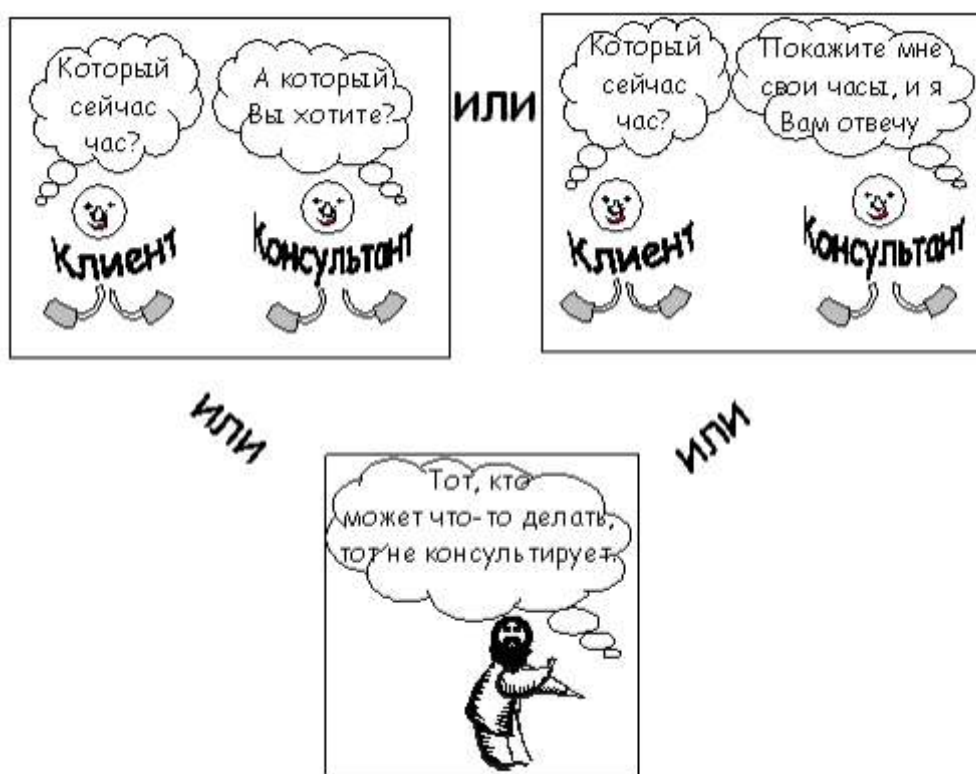 Который
сейчас
час?
А который
Вы хотите?
Клиент
Консультант
или
Который
сейчас
час?
Покажите мне
свои часы, и я
Вам отвечу
Клиент
Консультант
или
или
Тот, кто
может что-то делать,
тот не консультирует.